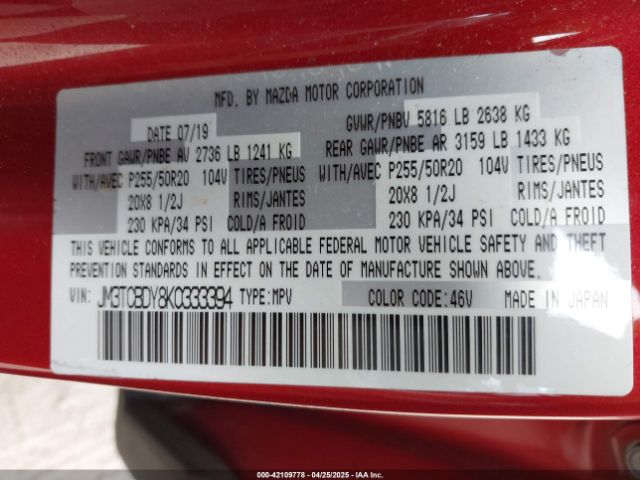 MFD. BY MAZDA MOTOR CORPORATION
DATE 07/19 GVWR/PNBV 5816 LB 2638 KG
FRONT GAWR/PNBE AV 2736 LB 1241 KG REAR GAWR/PNBE AR 3159 LB 1433 KG
WITH/AVEC P255/50R20 104V TIRES/PNEUS WITH/AVEC P255/50R20 104V TIRES/PNEUS
20X8 1/2J RIMS/JANTES 20X8 1/2J RIMS/JANTES
230 KPA/34 PSI COLD/A FROID 230 KPA/34 PSI COLD/A FROID
THIS VEHICLE CONFORMS TO ALL APPLICABLE FEDERAL MOTOR VEHICLE SAFETY AND THEFT
PREVENTION STANDARDS IN EFFECT ON THE DATE OF MANUFACTURE SHOWN ABOVE.
VIN: JM3TCBDY8K0333394 TYPE:MPV COLOR CODE:46V MADE IN JAPAN
000-42109778 - 04/25/2025 - IAA Inc.